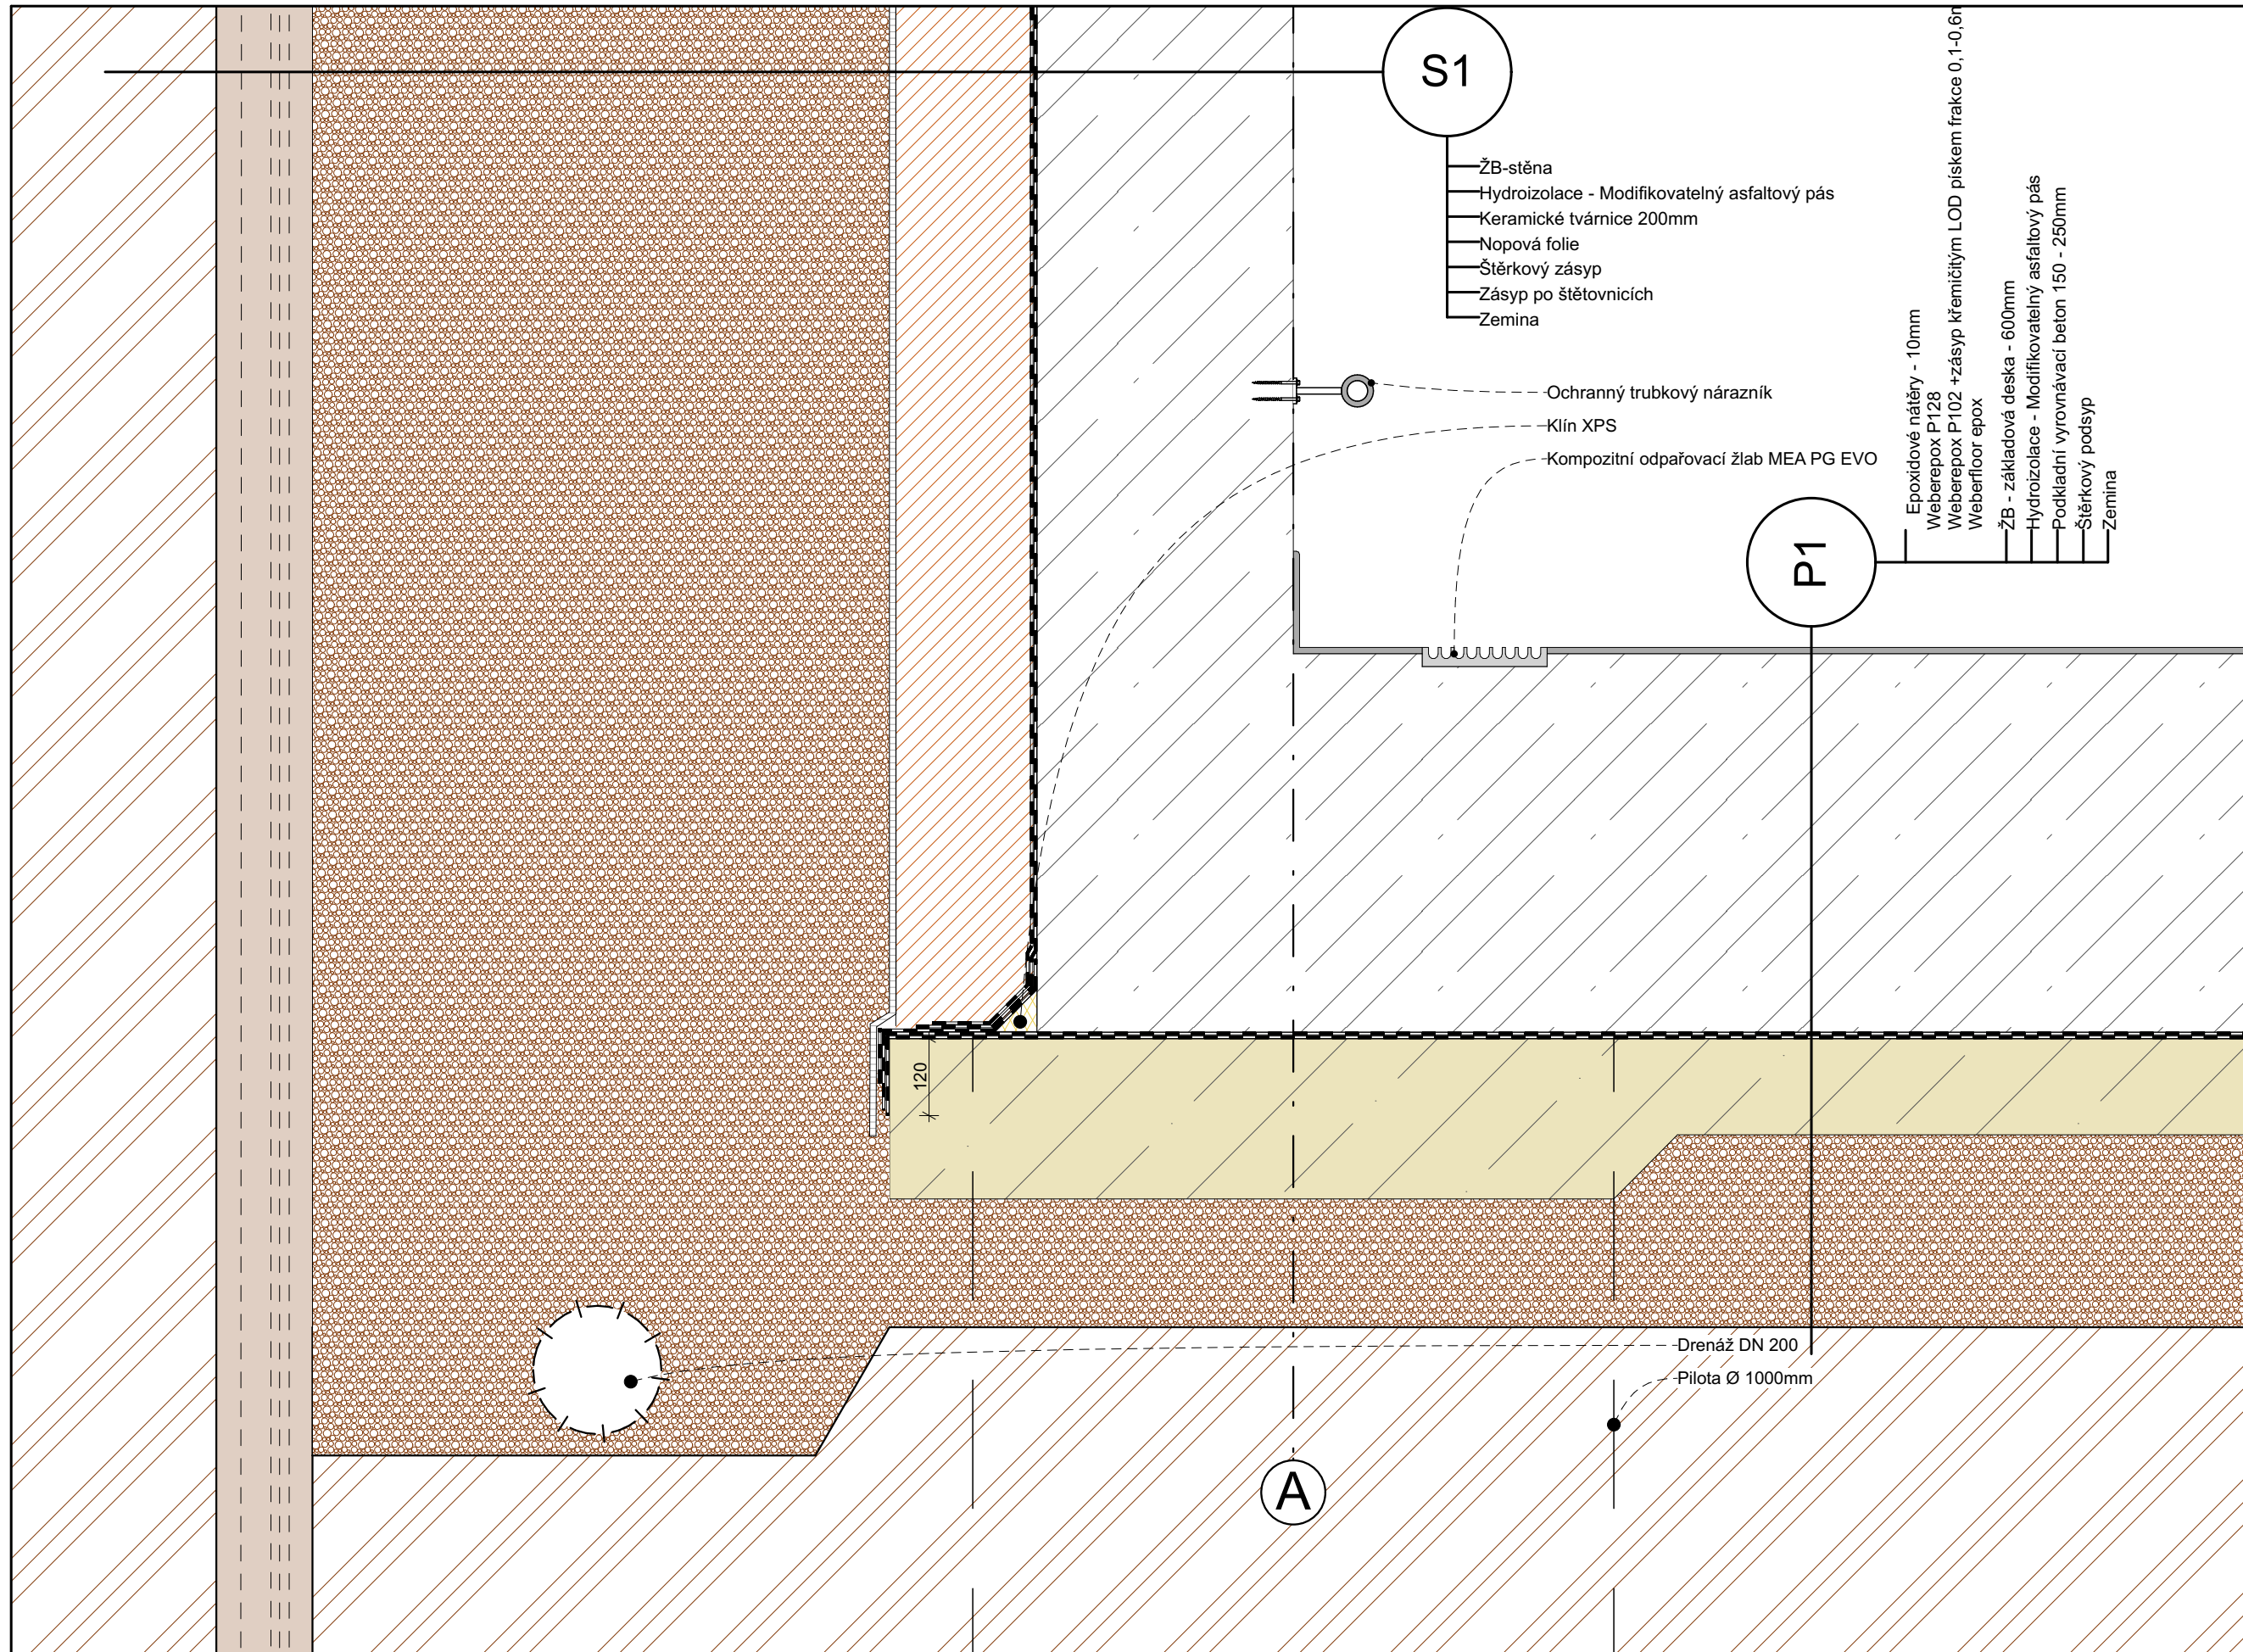 S1
ŽB-stěna
Hydroizolace - Modifikovatelný asfaltový pás
Keramické tvárnice 200mm
Nopová folie
Štěrkový zásyp
Zásyp po štětovnicích
Zemina
Ochranný trubkový nárazník
Klín XPS
Kompozitní odpařovací žlab MEA PG EVO
P1
Epoxidové nátěry - 10mm
Weberepox P128
Weberepox P102 +zásyp křemičitým LOD pískem frakce 0,1-0,6
Weberfloor epox
ŽB - základová deska - 600mm
Hydroizolace - Modifikovatelný asfaltový pás
Podkladní vyrovnávací beton 150 - 250mm
Štěrkový podsyp
Zemina
120
Drenáž DN 200
Pilota Ø 1000mm
A